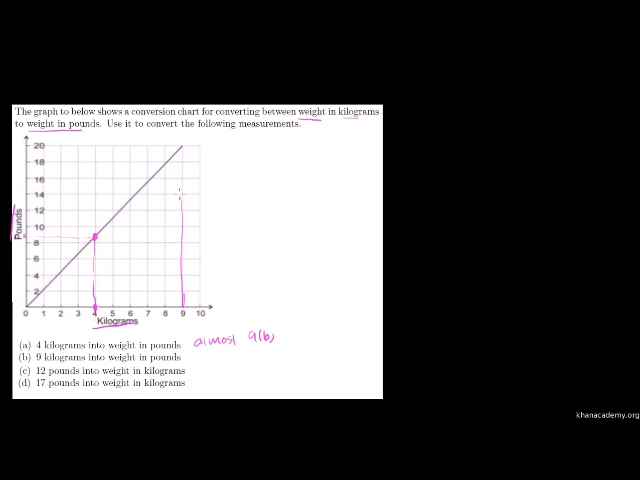 The graph to below shows a conversion chart for converting between weight in kilograms
to weight in pounds. Use it to convert the following measurements.
20
18
16
14
12
10
8
6
4
2
Pounds
0 1 2 3 4 5 6 7 8 9 10
Kilograms
(a) 4 kilograms into weight in pounds almost 9(lb)
(b) 9 kilograms into weight in pounds
(c) 12 pounds into weight in kilograms
(d) 17 pounds into weight in kilograms
khanacademy.org